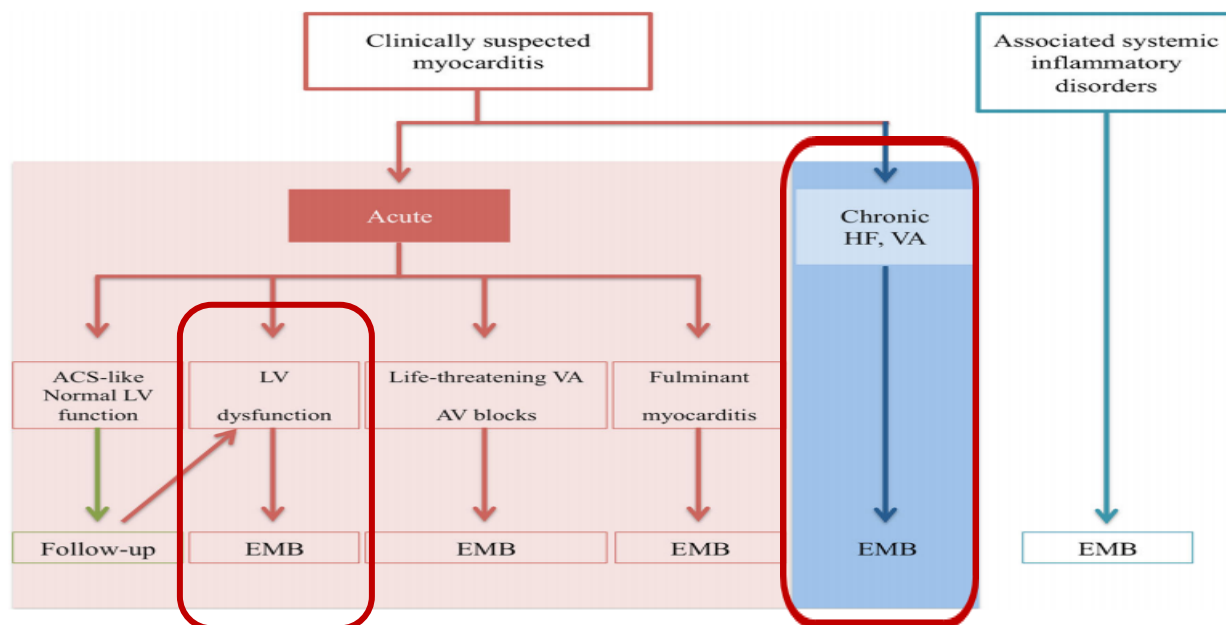 Clinically suspected
myocarditis
Associated systemic
inflammatory
disorders
Acute
Chronic
HF, VA
ACS-like
Normal LV
function
LV
dysfunction
Life-threatening VA
AV blocks
Fulminant
myocarditis
Follow-up
EMB
EMB
EMB
EMB
EMB